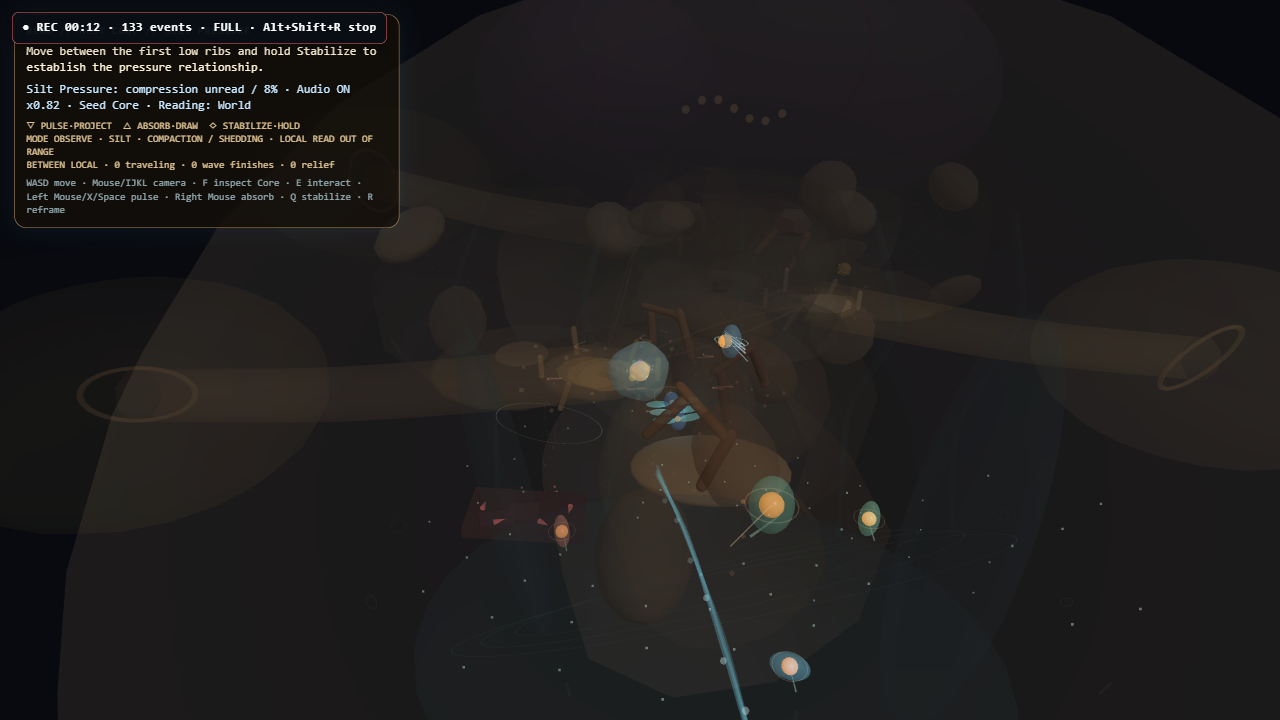 ● REC 00:12 · 133 events · FULL · Alt+Shift+R stop
Move between the first low ribs and hold Stabilize to
establish the pressure relationship.
Silt Pressure: compression unread / 8% · Audio ON
x0.82 · Seed Core · Reading: World
▽ PULSE·PROJECT △ ABSORB·DRAW ◇ STABILIZE·HOLD
MODE OBSERVE · SILT · COMPACTION / SHEDDING · LOCAL READ OUT OF
RANGE
BETWEEN LOCAL · 0 traveling · 0 wave finishes · 0 relief
WASD move · Mouse/IJKL camera · F inspect Core · E interact ·
Left Mouse/X/Space pulse · Right Mouse absorb · Q stabilize · R
reframe